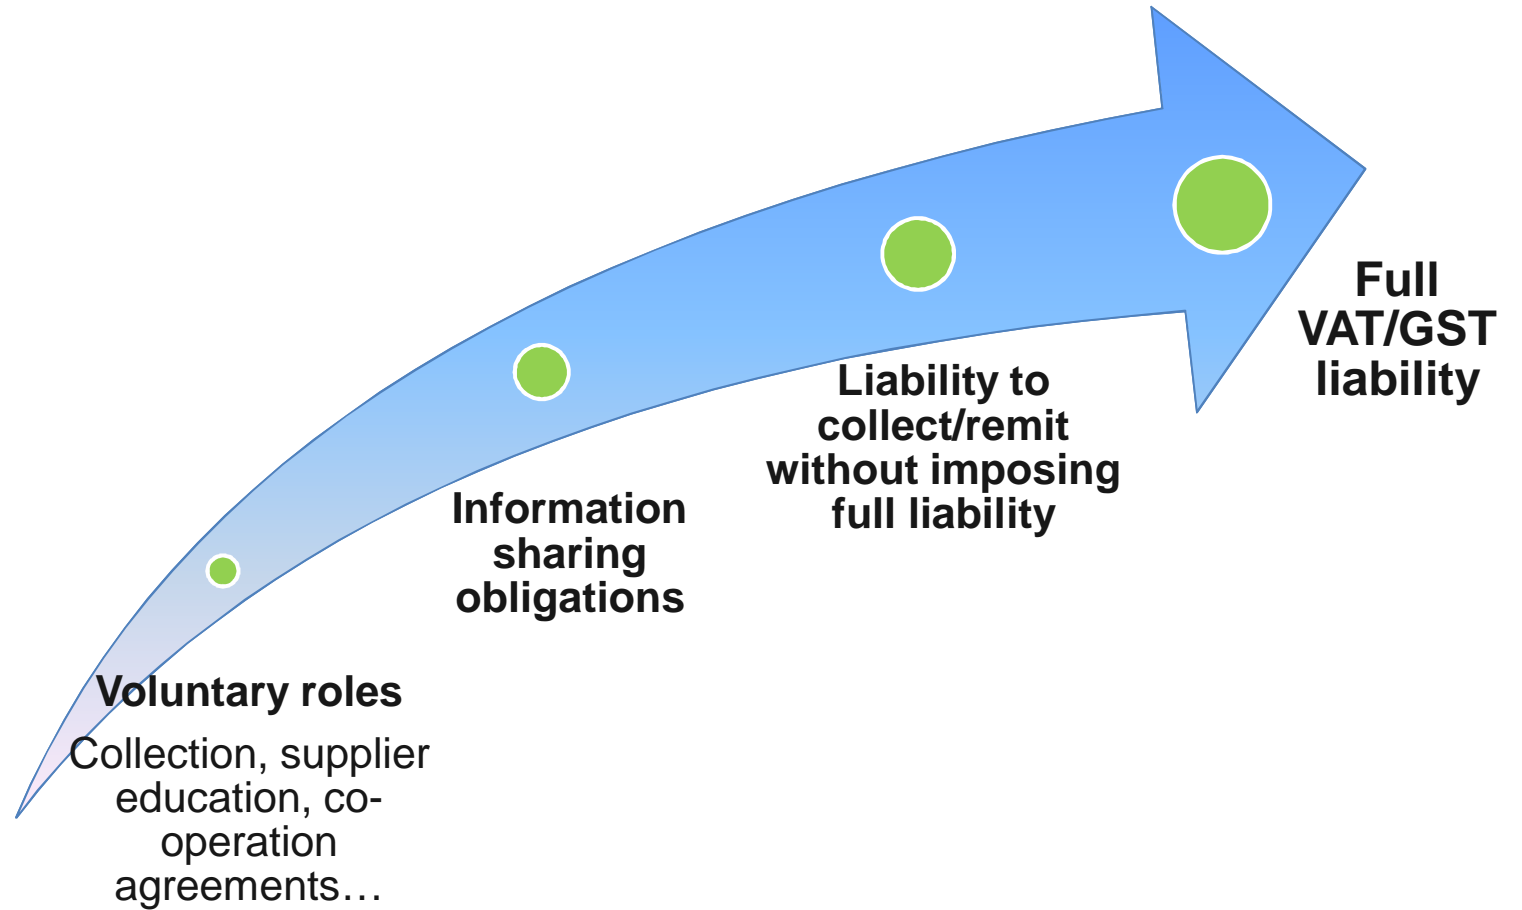 Voluntary roles
Collection, supplier
education, co-
operation
agreements…
Information
sharing
obligations
Liability to
collect/remit
without imposing
full liability
Full
VAT/GST
liability